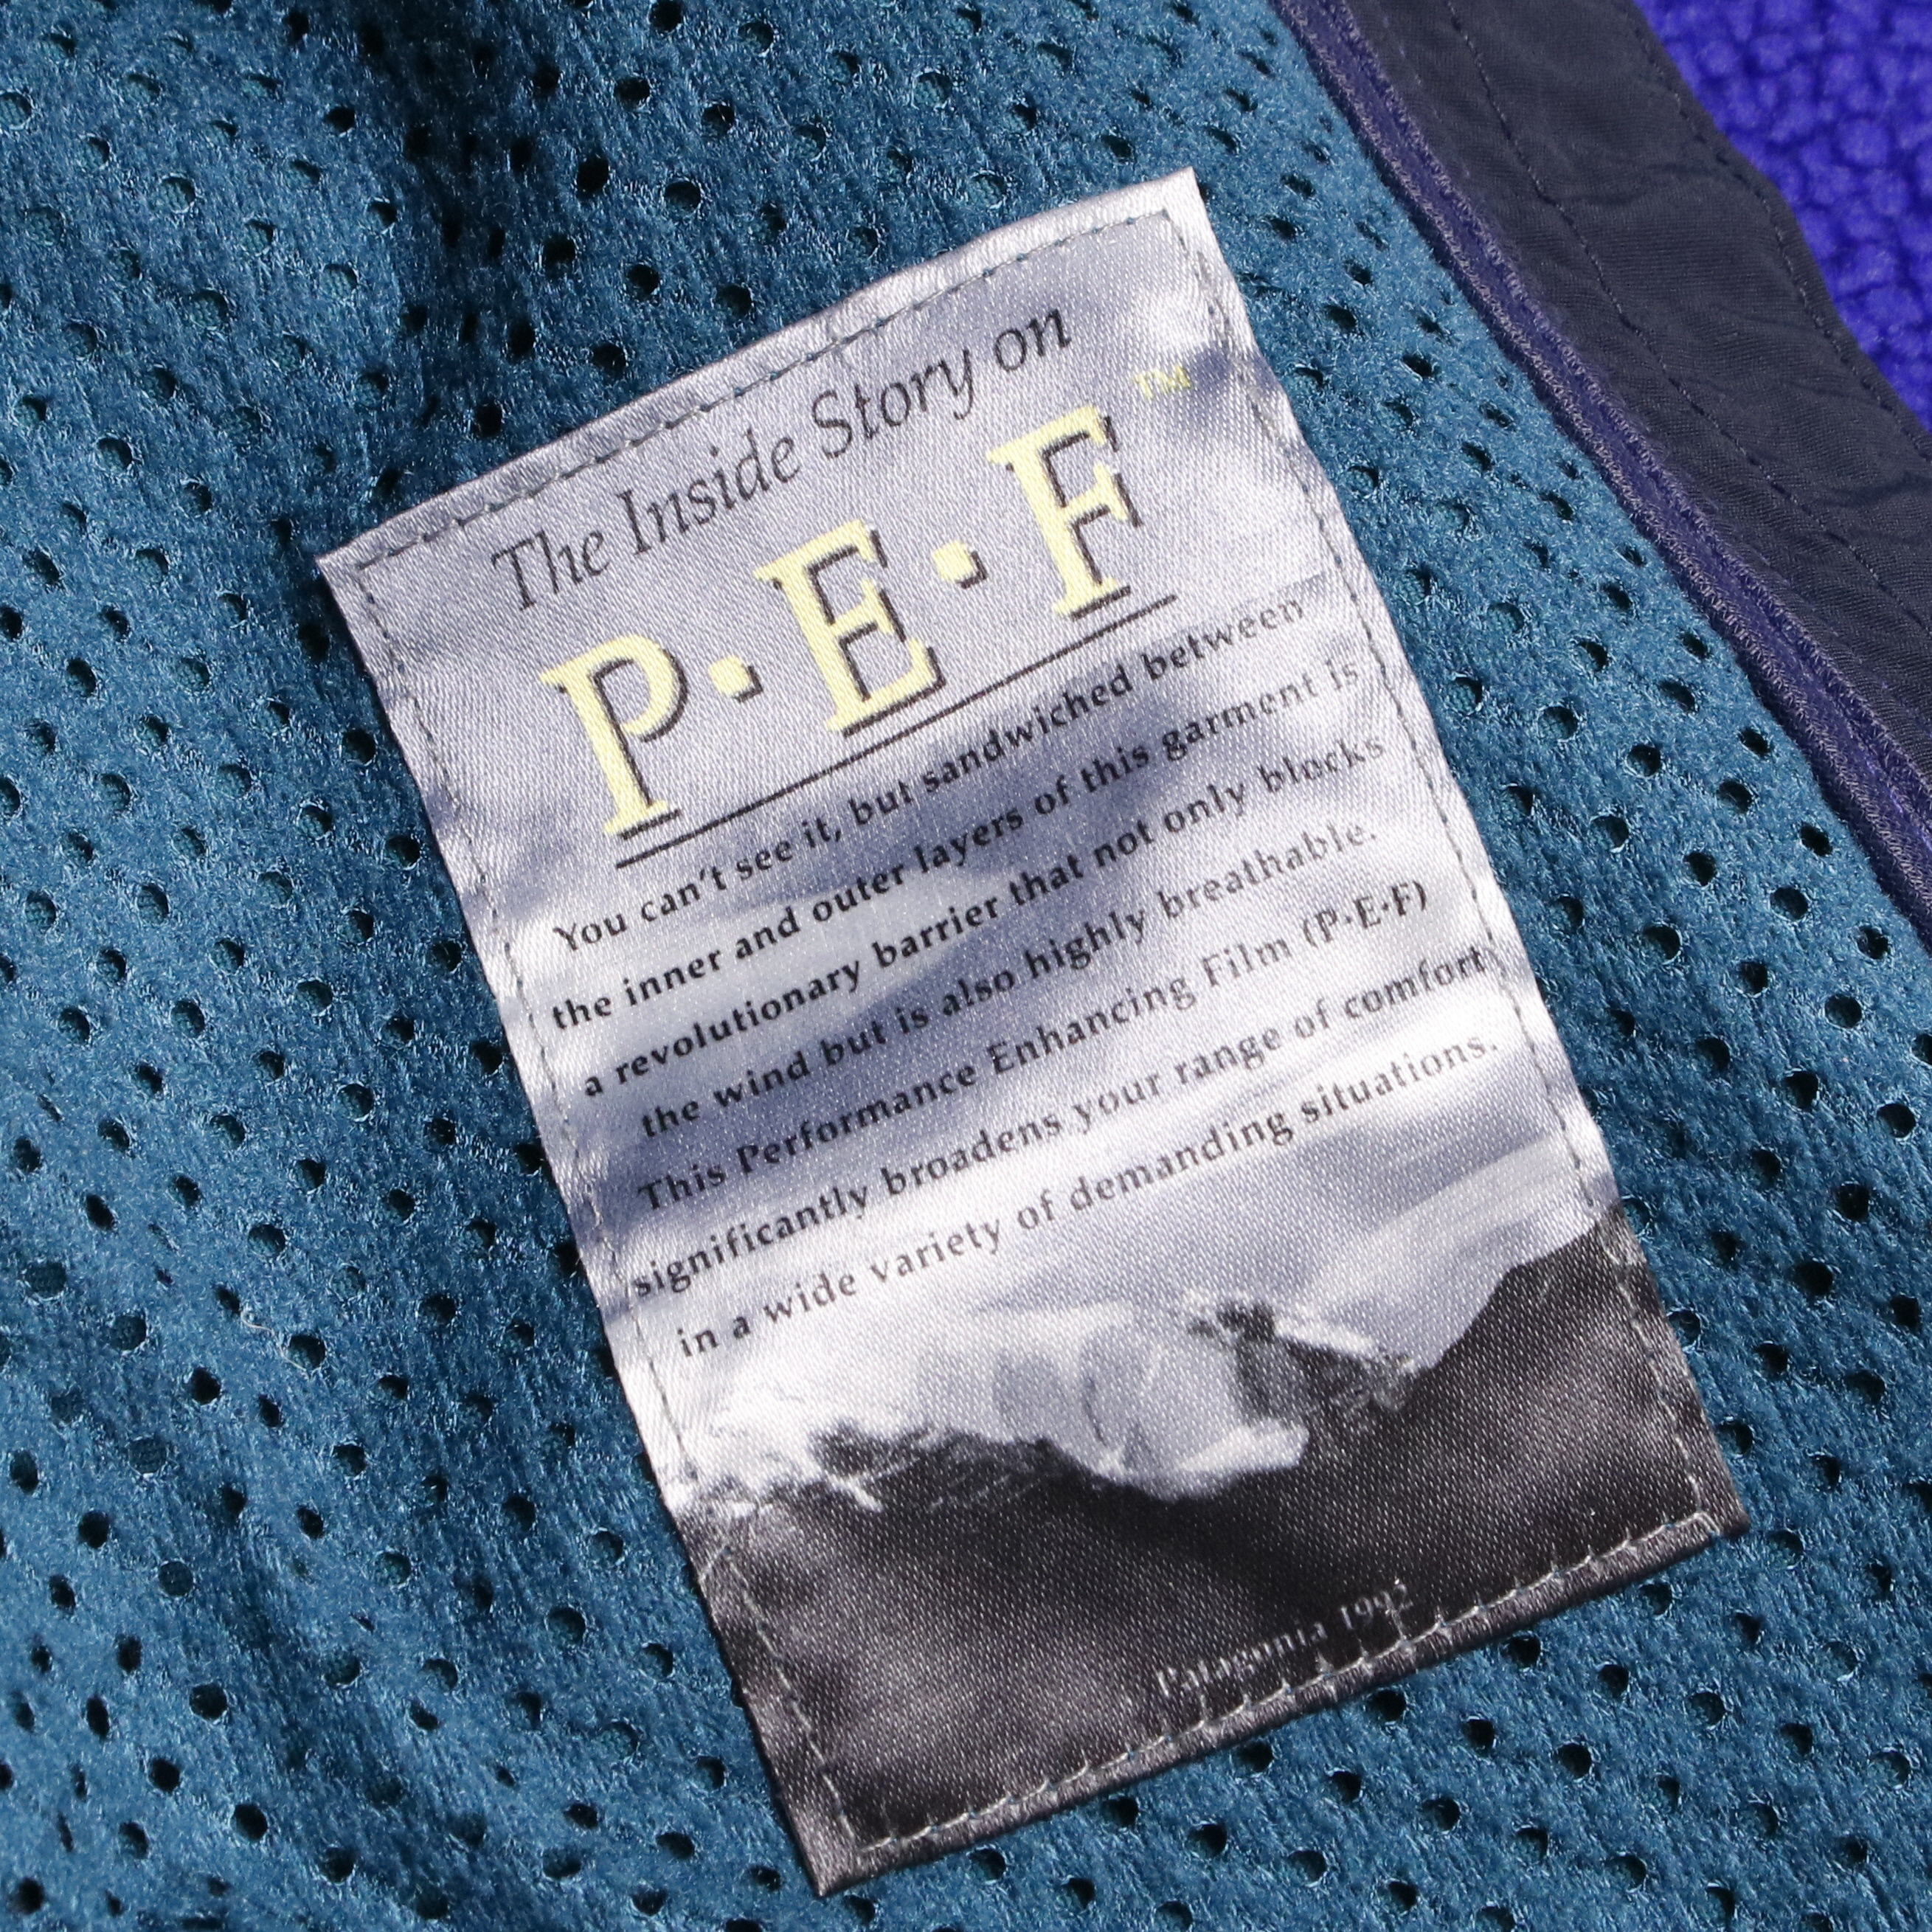 The Inside Story on
P·E·F™
You can't see it, but sandwiched between
the inner and outer layers of this garment is
a revolutionary barrier that not only blocks
the wind but is also highly breathable.
This Performance Enhancing Film (P·E·F)
significantly broadens your range of comfort
in a wide variety of demanding situations.
Patagonia 1992